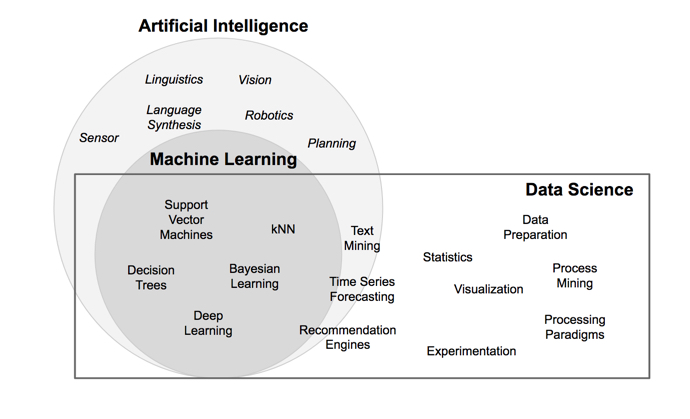 Artificial Intelligence
Linguistics
Vision
Language
Synthesis
Robotics
Sensor
Planning
Machine Learning
Data Science
Support
Vector
Machines
kNN
Text
Mining
Data
Preparation
Statistics
Decision
Trees
Bayesian
Learning
Time Series
Forecasting
Visualization
Process
Mining
Deep
Learning
Recommendation
Engines
Experimentation
Processing
Paradigms